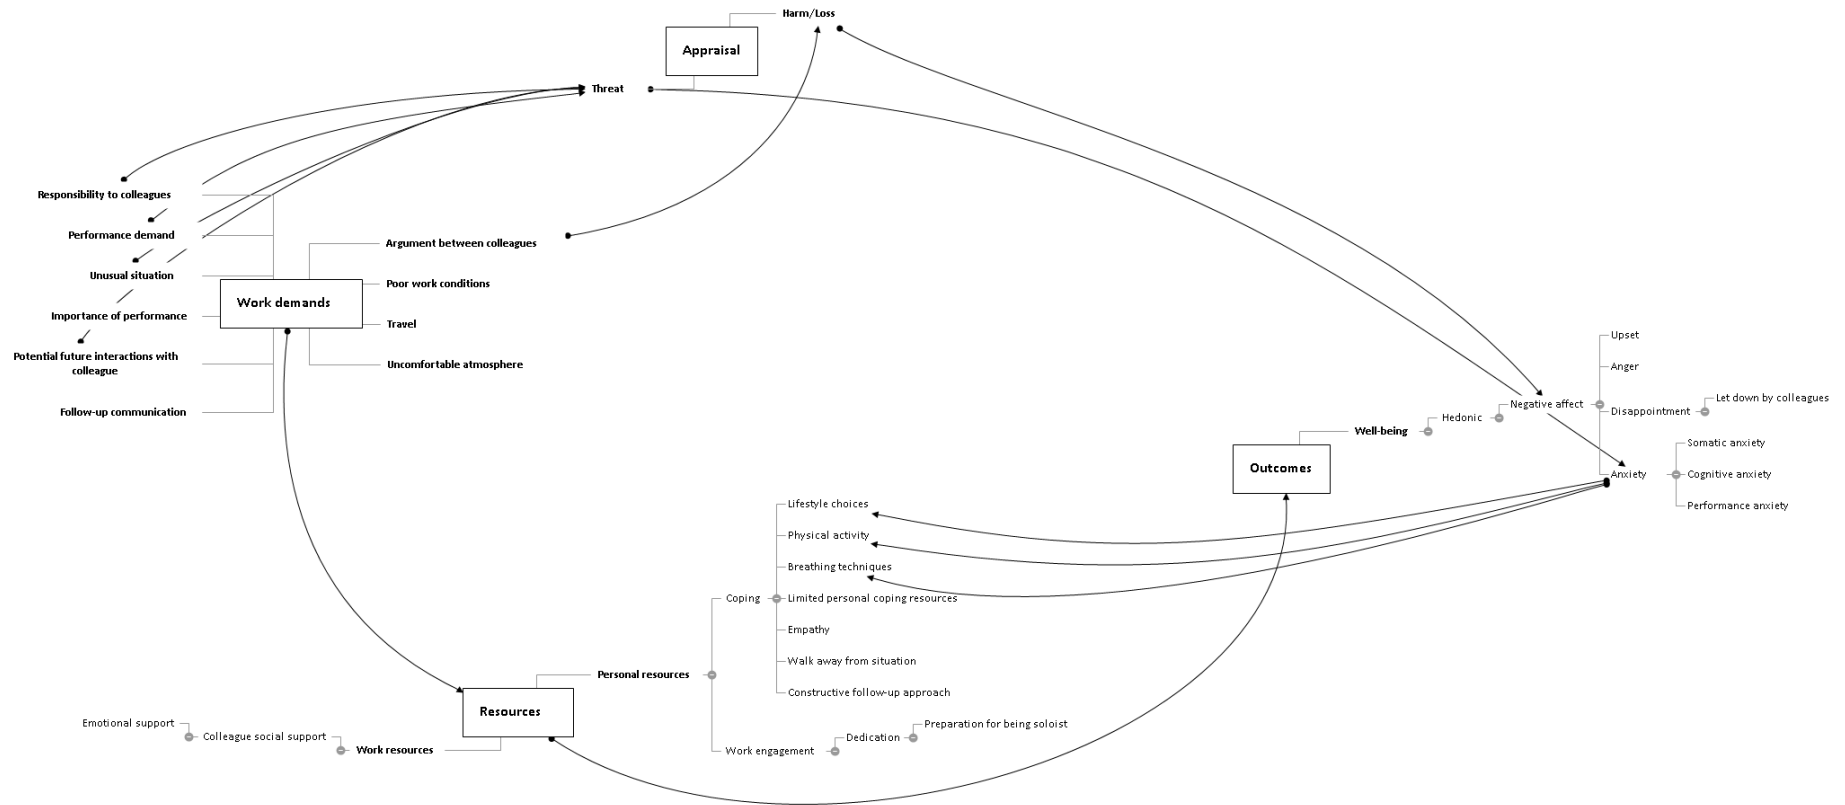 Harm/Loss
Appraisal
Threat
Responsibility to colleagues
Performance demand
Unusual situation
Importance of performance
Potential future interactions with
colleague
Follow-up communication
Work demands
Argument between colleagues
Poor work conditions
Travel
Uncomfortable atmosphere
Upset
Anger
Negative affect
Disappointment
Let down by colleagues
Hedonic
Well-being
Outcomes
Anxiety
Somatic anxiety
Cognitive anxiety
Performance anxiety
Lifestyle choices
Physical activity
Breathing techniques
Coping
Limited personal coping resources
Empathy
Walk away from situation
Constructive follow-up approach
Personal resources
Resources
Work engagement
Dedication
Preparation for being soloist
Emotional support
Colleague social support
Work resources